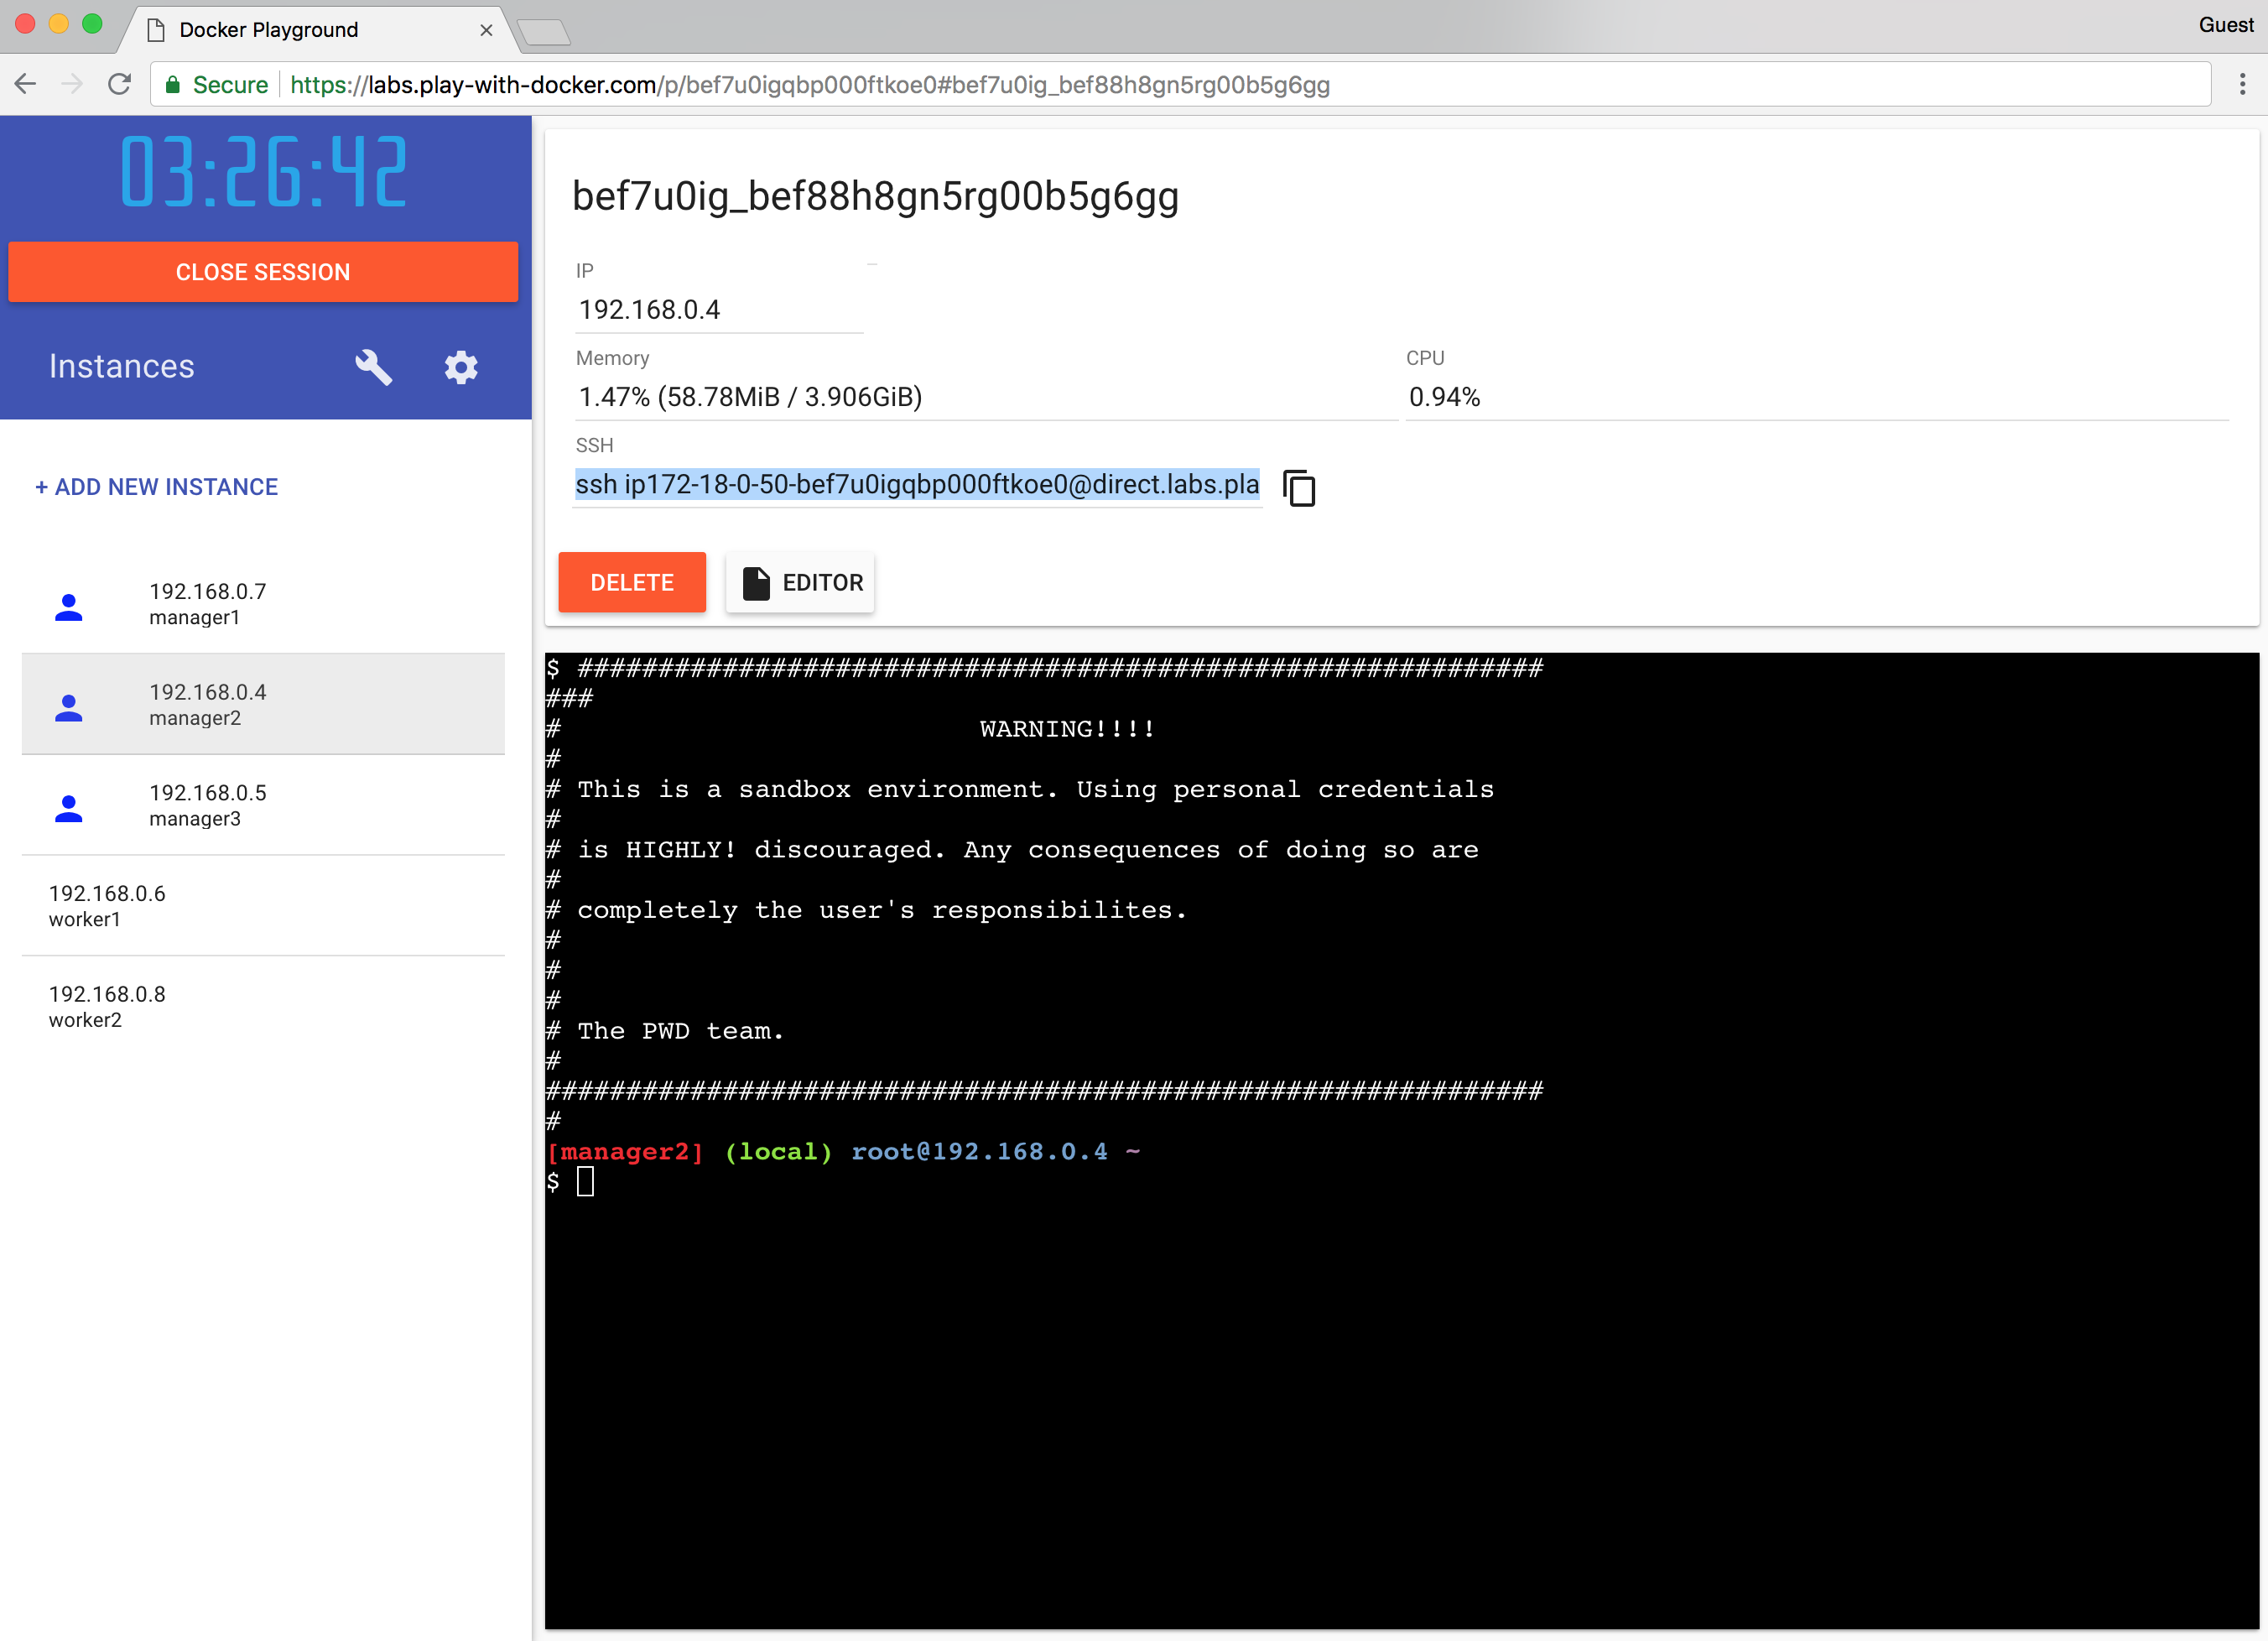 Docker Playground
Guest
Secure https://labs.play-with-docker.com/p/bef7u0igqbp000ftkoe0#bef7u0ig_bef88h8gn5rg00b5g6gg
03:26:42
CLOSE SESSION
Instances
+ ADD NEW INSTANCE
192.168.0.7
manager1
192.168.0.4
manager2
192.168.0.5
manager3
192.168.0.6
worker1
192.168.0.8
worker2
bef7u0ig_bef88h8gn5rg00b5g6gg
IP
192.168.0.4
Memory
1.47% (58.78MiB / 3.906GiB)
CPU
0.94%
SSH
ssh ip172-18-0-50-bef7u0igqbp000ftkoe0@direct.labs.pla
DELETE
EDITOR
$ ############################################################
###
# WARNING!!!!
#
# This is a sandbox environment. Using personal credentials
#
# is HIGHLY! discouraged. Any consequences of doing so are
#
# completely the user's responsibilites.
#
#
#
# The PWD team.
#
##############################################################
#
[manager2] (local) root@192.168.0.4 ~
$